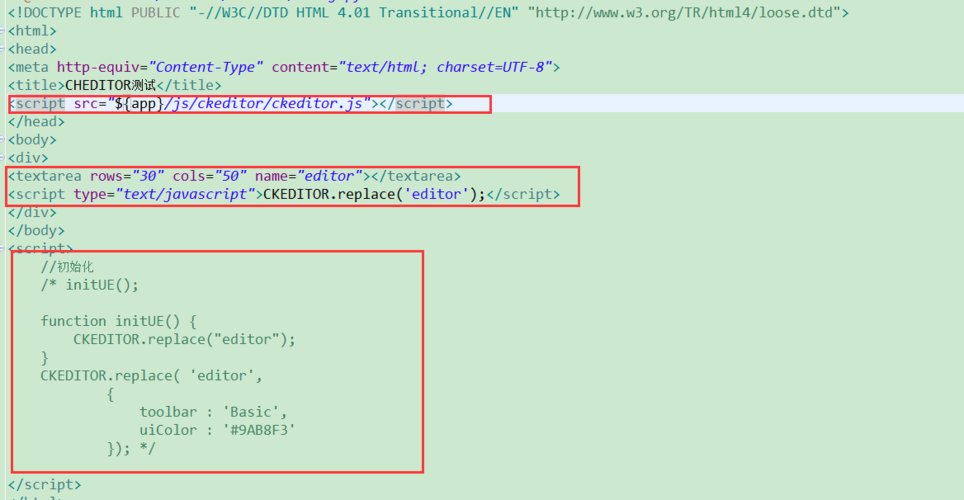 <!DOCTYPE html PUBLIC "-//W3C//DTD HTML 4.01 Transitional//EN" "http://www.w3.org/TR/html4/loose.dtd">
<html>
<head>
<meta http-equiv="Content-Type" content="text/html; charset=UTF-8">
<title>CHEDITOR测试</title>
<script src="${app}/js/ckeditor/ckeditor.js"></script>
</head>
<body>
<div>
<textarea rows="30" cols="50" name="editor"></textarea>
<script type="text/javascript">CKEDITOR.replace('editor');</script>
</div>
</body>
<script>
//初始化
/* initUE();
function initUE() {
CKEDITOR.replace("editor");
}
CKEDITOR.replace( 'editor',
{
toolbar : 'Basic',
uiColor : '#9AB8F3'
}); */
</script>